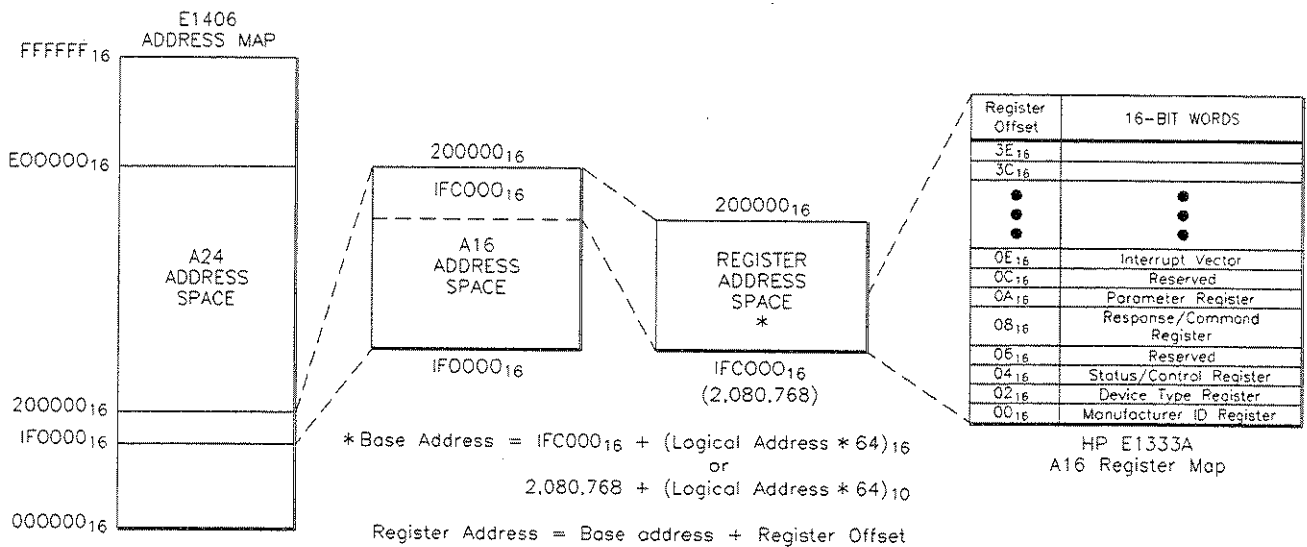 E1406
ADDRESS MAP
FFFFFF16
E0000016
A24
ADDRESS
SPACE
20000016
1F000016
00000016
20000016
IFC00016
A16
ADDRESS
SPACE
IF000016
20000016
REGISTER
ADDRESS
SPACE
*
IFC00016
(2,080,768)
Register Offset 16-BIT WORDS
3E16
3C16
0E16 Interrupt Vector
0C16 Reserved
0A16 Parameter Register
0816 Response/Command Register
0616 Reserved
0416 Status/Control Register
0216 Device Type Register
0016 Manufacturer ID Register
HP E1333A
A16 Register Map
* Base Address = IFC00016 + (Logical Address * 64)16
or
2,080,768 + (Logical Address * 64)10
Register Address = Base address + Register Offset